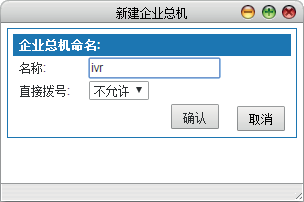 新建企业总机
企业总机命名:
名称: ivr
直接拨号: 不允许
确认 取消